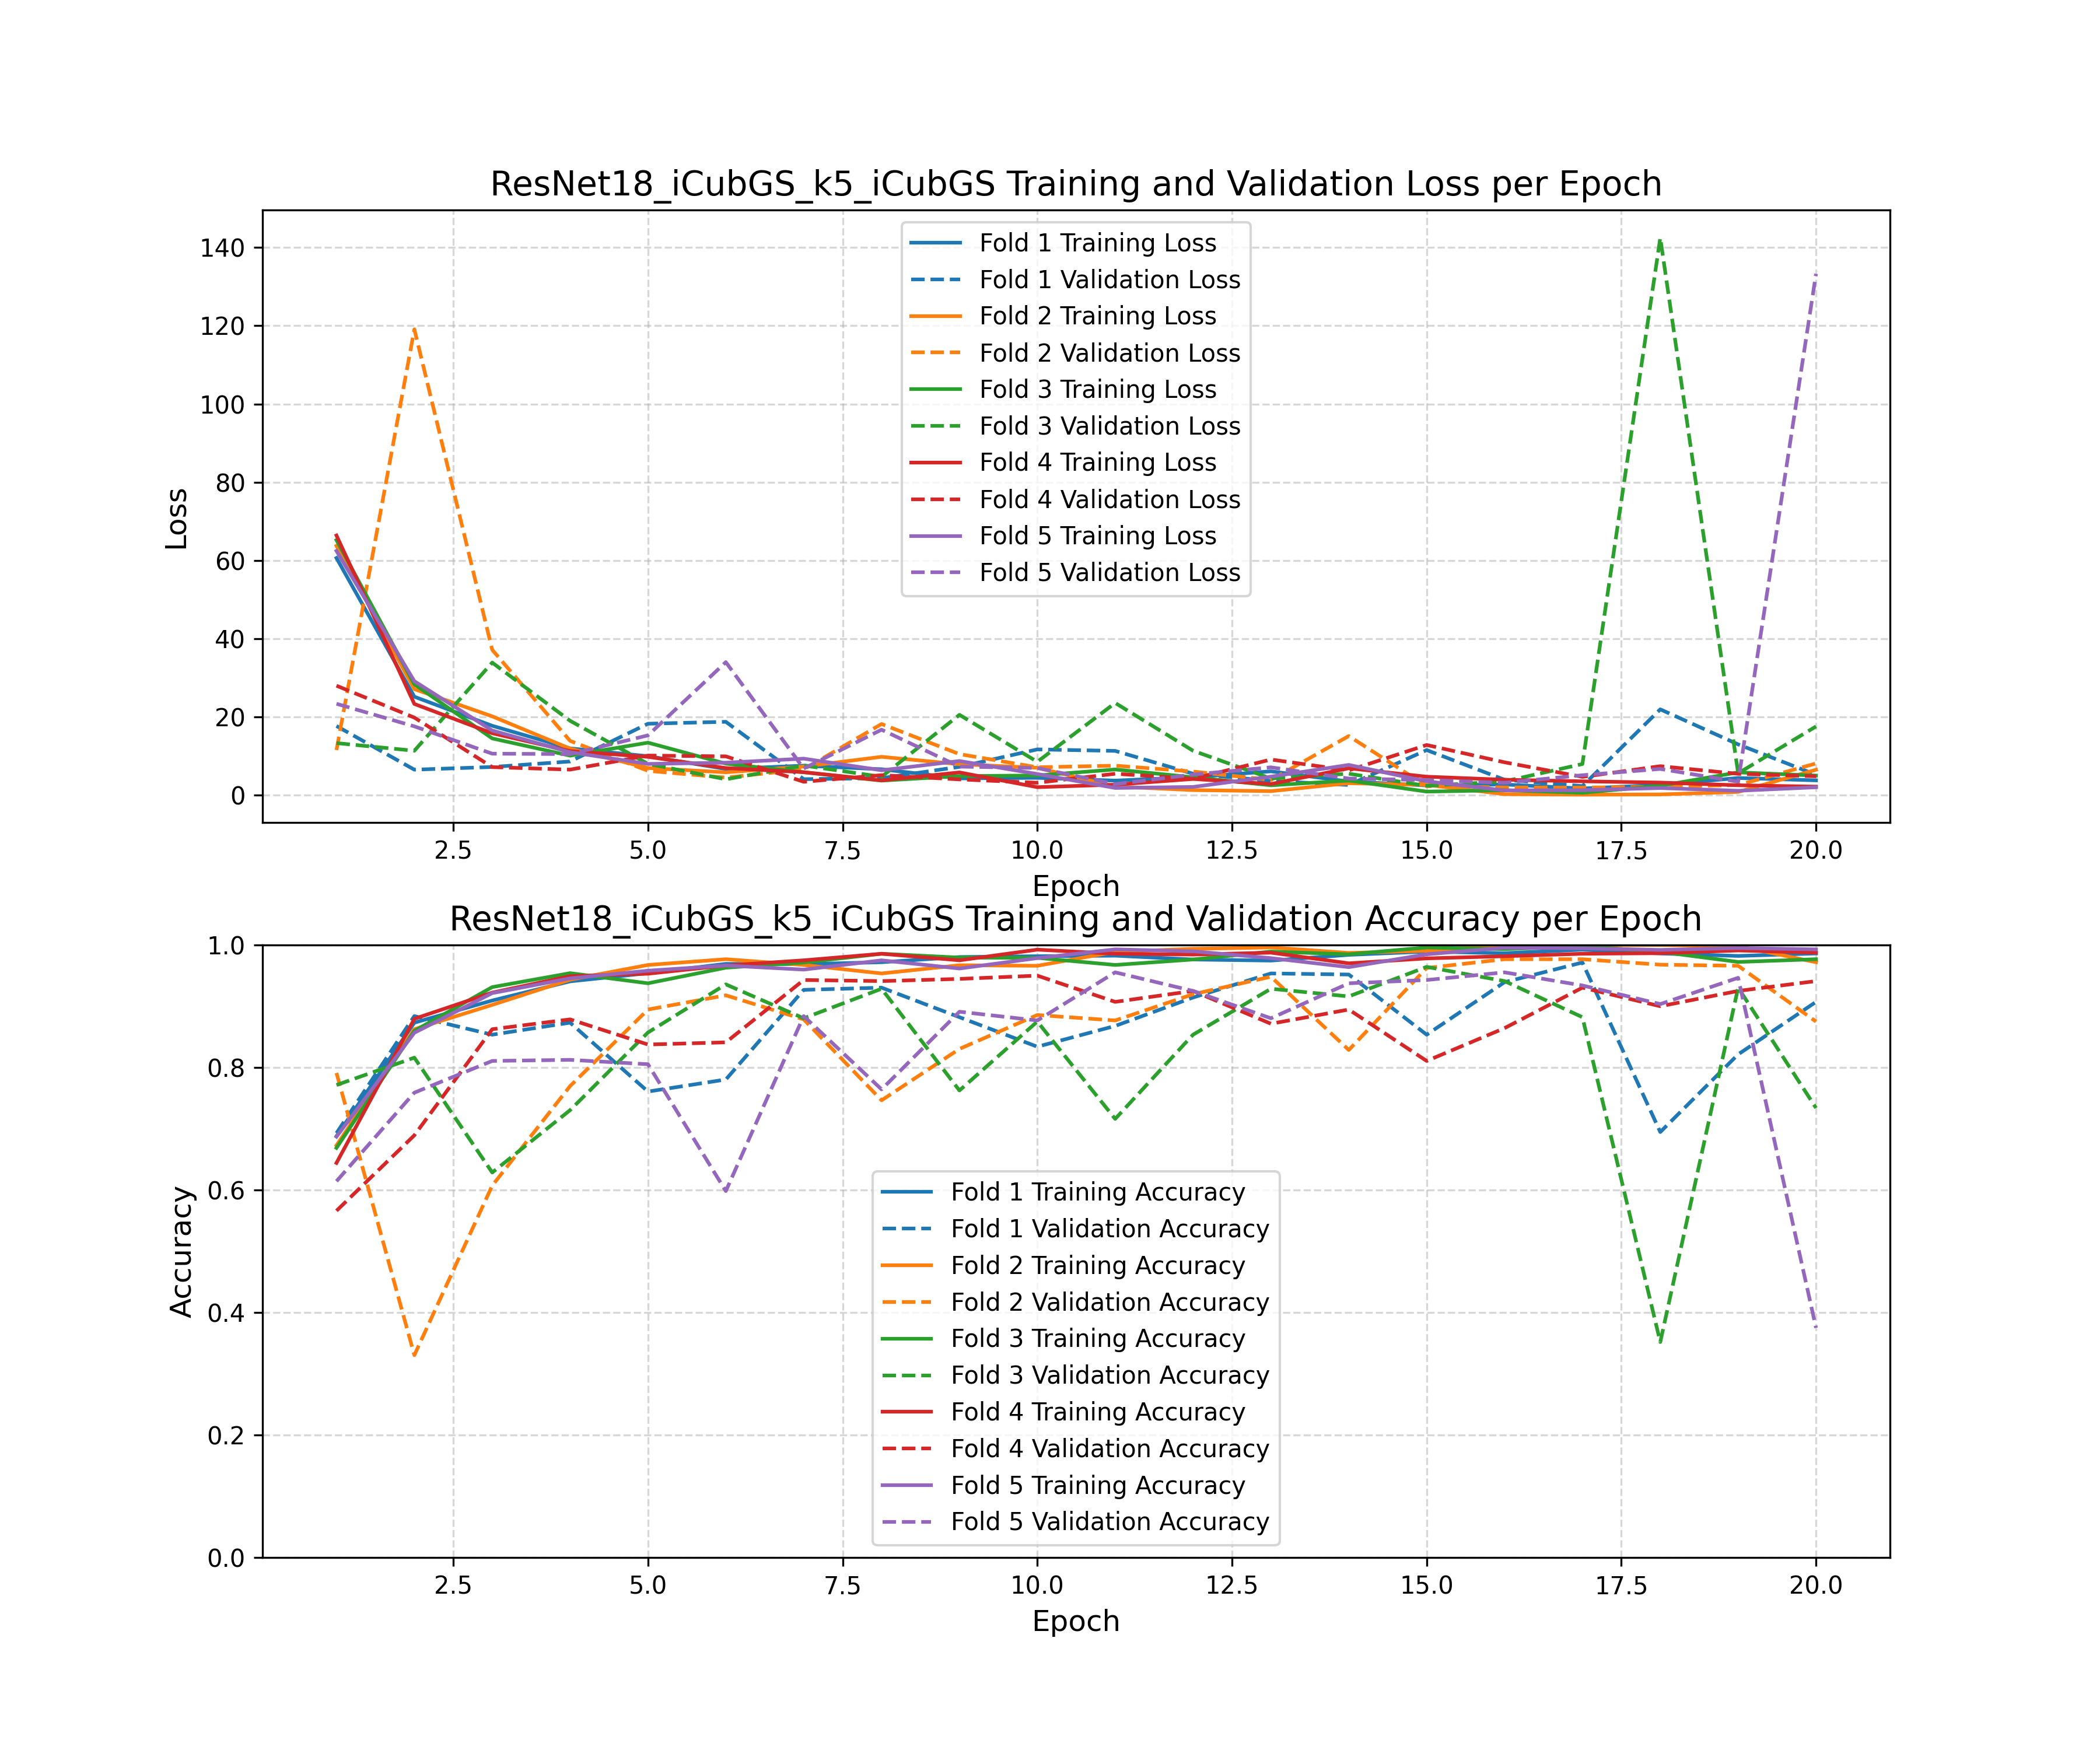 ResNet18_iCubGS_k5_iCubGS Training and Validation Loss per Epoch
140
120
100
80
60
40
20
0
Loss
Fold 1 Training Loss
Fold 1 Validation Loss
Fold 2 Training Loss
Fold 2 Validation Loss
Fold 3 Training Loss
Fold 3 Validation Loss
Fold 4 Training Loss
Fold 4 Validation Loss
Fold 5 Training Loss
Fold 5 Validation Loss
2.5 5.0 7.5 10.0 12.5 15.0 17.5 20.0
Epoch
ResNet18_iCubGS_k5_iCubGS Training and Validation Accuracy per Epoch
1.0
0.8
0.6
0.4
0.2
0.0
Accuracy
Fold 1 Training Accuracy
Fold 1 Validation Accuracy
Fold 2 Training Accuracy
Fold 2 Validation Accuracy
Fold 3 Training Accuracy
Fold 3 Validation Accuracy
Fold 4 Training Accuracy
Fold 4 Validation Accuracy
Fold 5 Training Accuracy
Fold 5 Validation Accuracy
2.5 5.0 7.5 10.0 12.5 15.0 17.5 20.0
Epoch